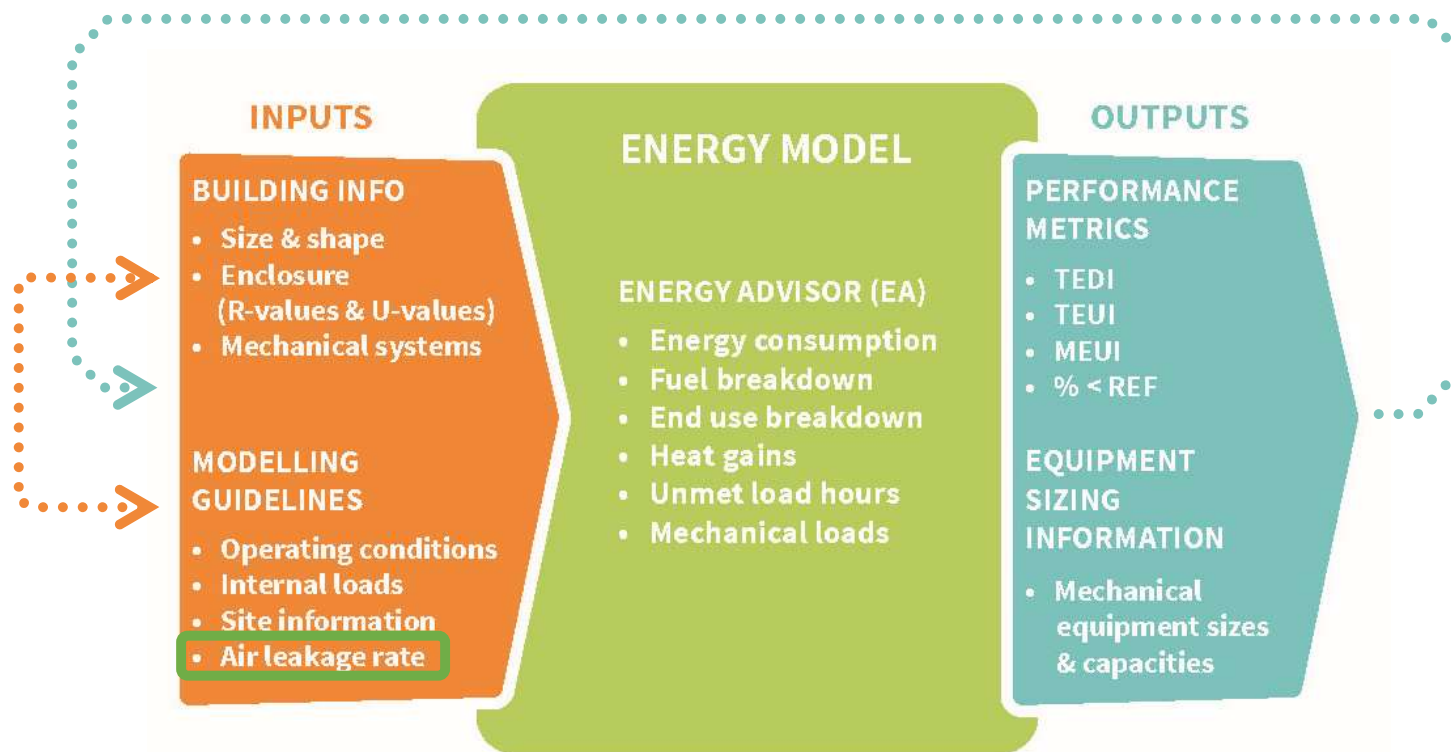 INPUTS
BUILDING INFO
• Size & shape
• Enclosure
(R-values & U-values)
• Mechanical systems
MODELLING
GUIDELINES
• Operating conditions
• Internal loads
• Site information
• Air leakage rate
ENERGY MODEL
ENERGY ADVISOR (EA)
• Energy consumption
• Fuel breakdown
• End use breakdown
• Heat gains
• Unmet load hours
• Mechanical loads
OUTPUTS
PERFORMANCE
METRICS
• TEDI
• TEUI
• MEUI
• % < REF
EQUIPMENT
SIZING
INFORMATION
• Mechanical
equipment sizes
& capacities